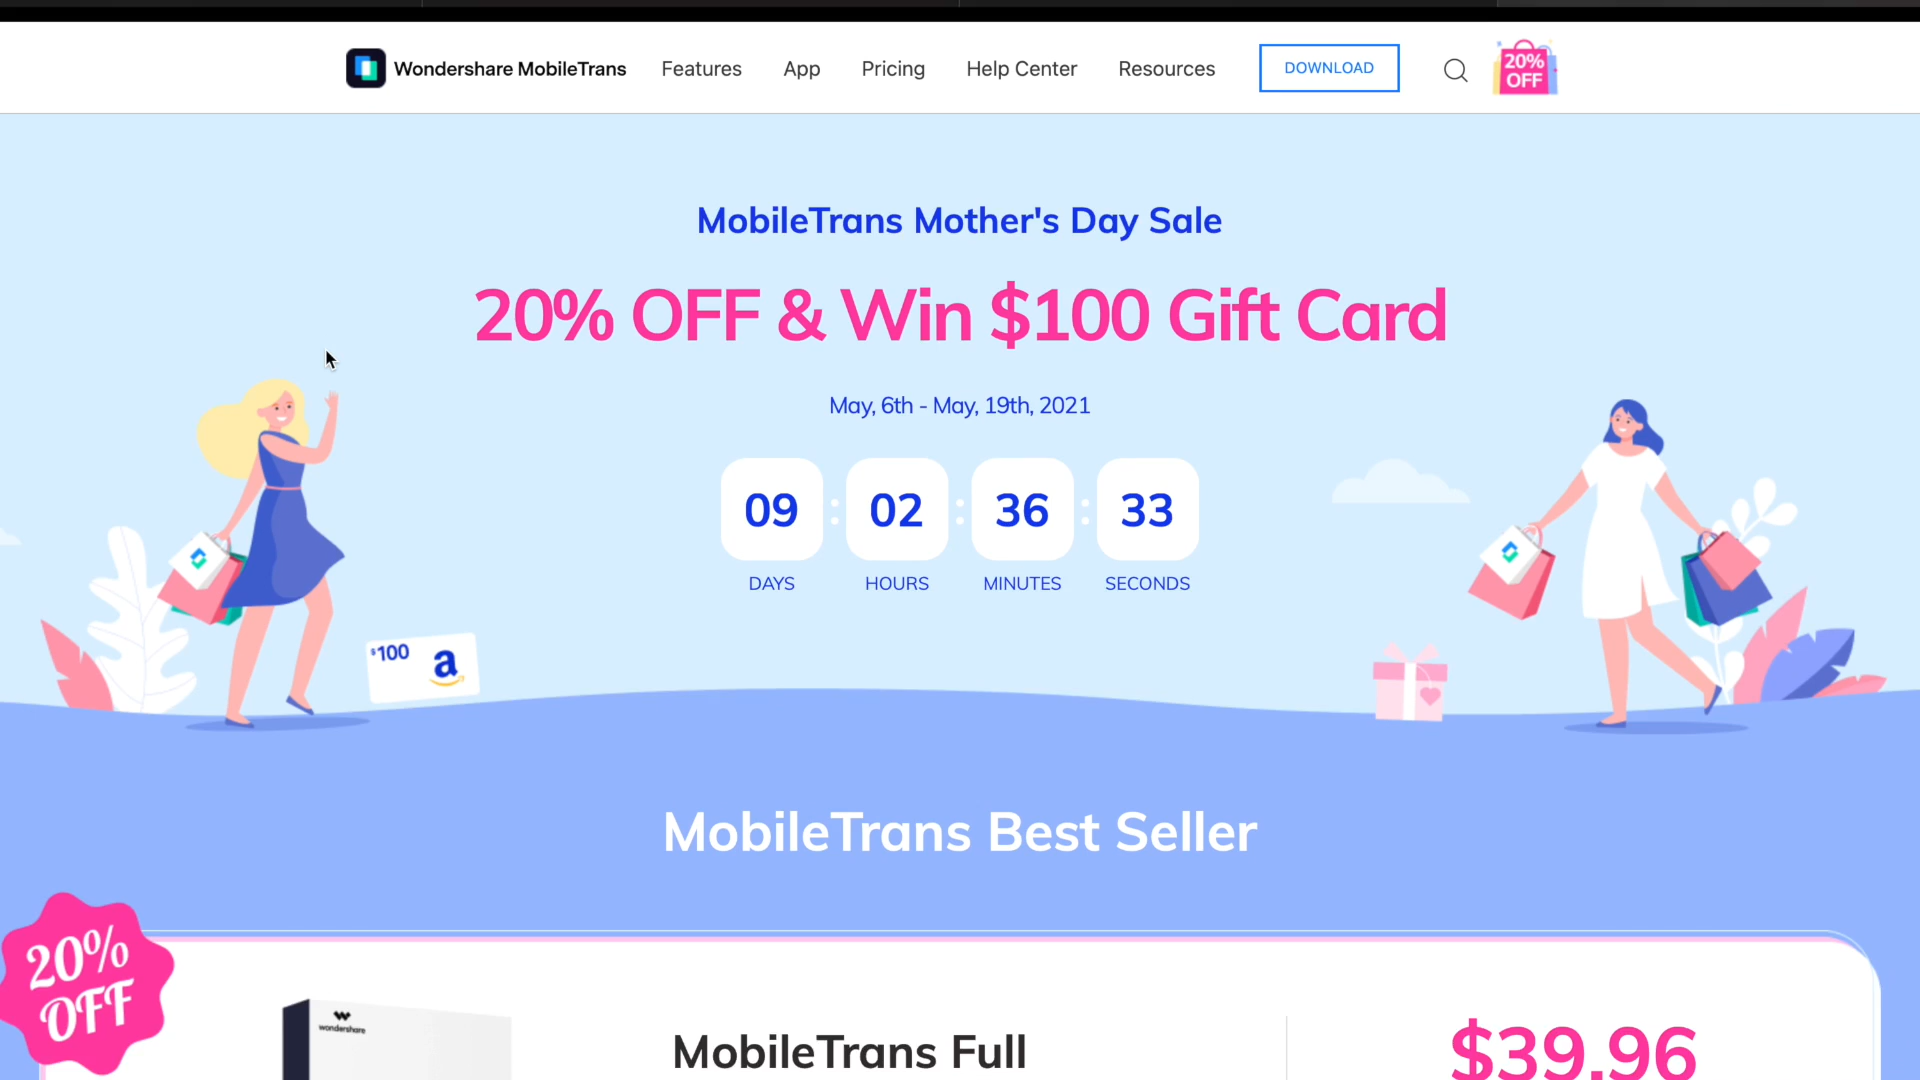 Wondershare MobileTrans Features App Pricing Help Center Resources DOWNLOAD
20%
OFF
MobileTrans Mother's Day Sale
20% OFF & Win $100 Gift Card
May, 6th - May, 19th, 2021
09 : 02 : 36 : 33
DAYS HOURS MINUTES SECONDS
$100 a
MobileTrans Best Seller
20%
OFF
wondershare
MobileTrans Full
$39.96